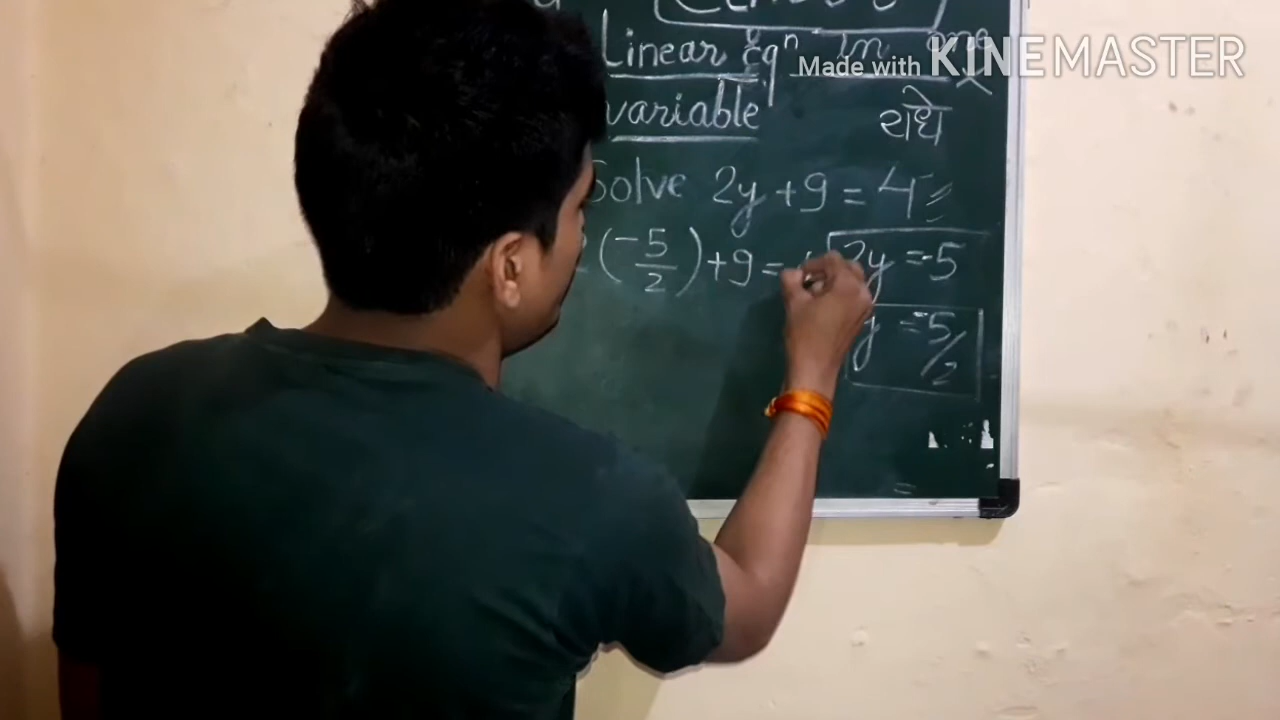 Linear Eqⁿ in one
Made with KINEMASTER
variable
राधे
Solve 2y + 9 = 4
(-5/2) + 9 =
2y = -5
y = -5/2